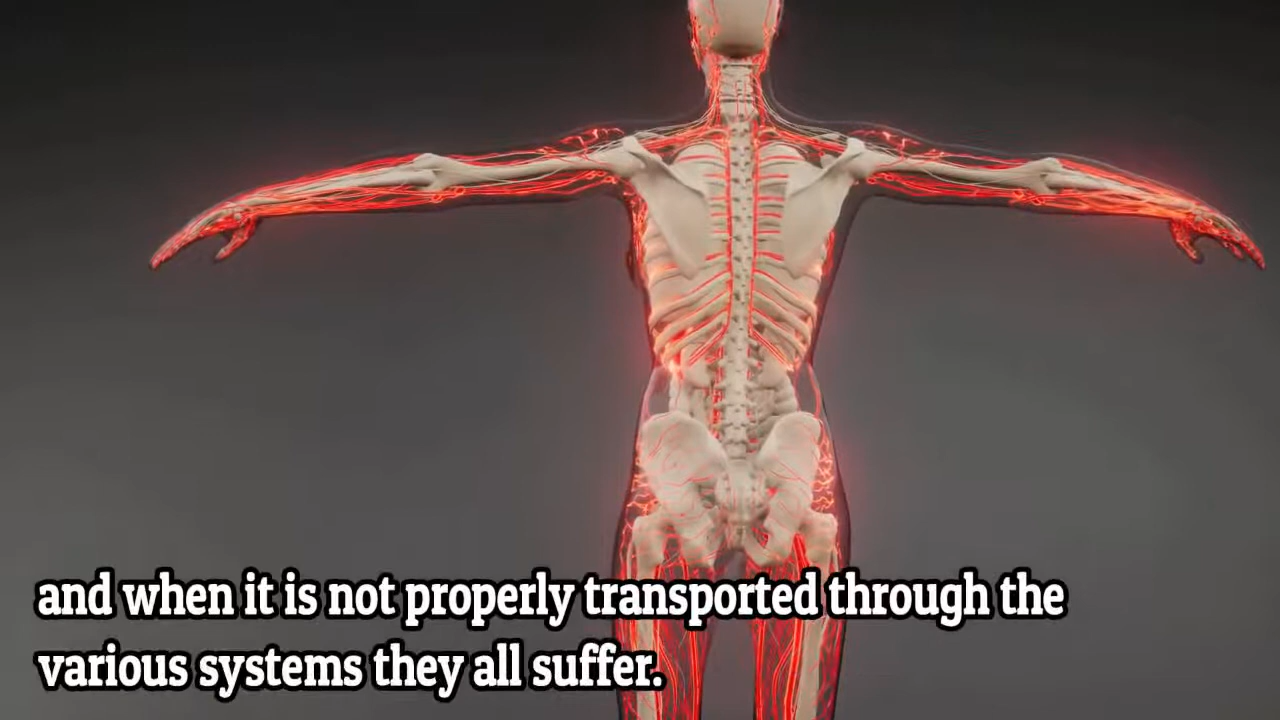 and when it is not properly transported through the
various systems they all suffer.